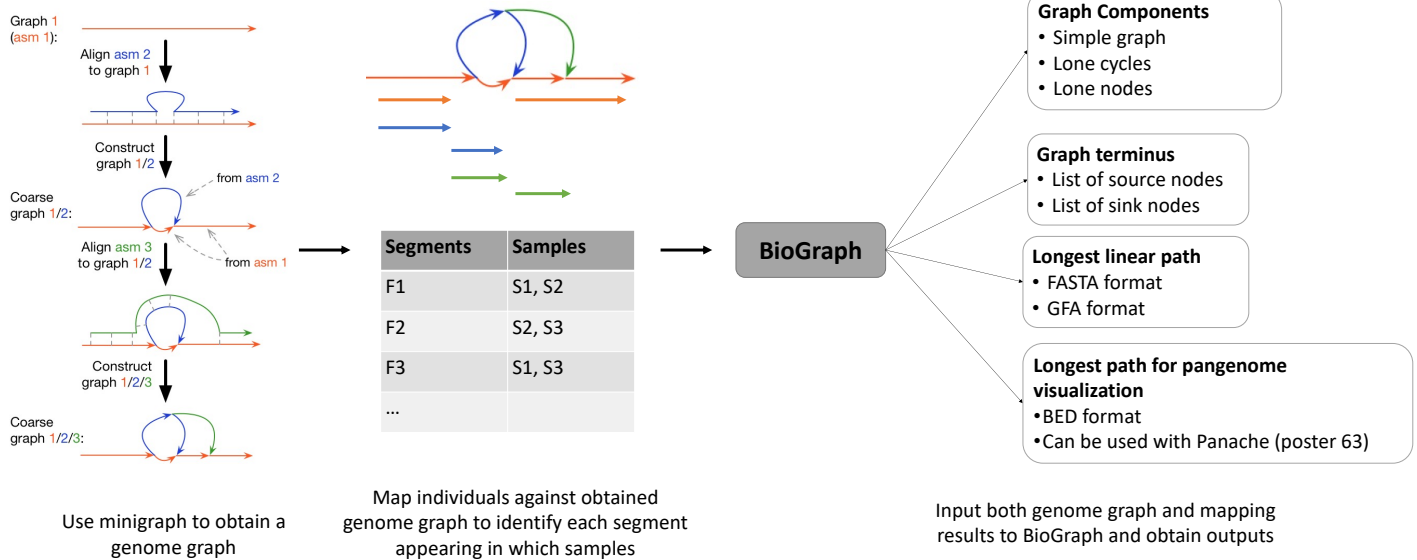 Graph 1
(asm 1):
Align asm 2
to graph 1
Construct
graph 1/2
from asm 2
Coarse
graph 1/2:
Align asm 3
to graph 1/2
from asm 1
Construct
graph 1/2/3
Coarse
graph 1/2/3:
Use minigraph to obtain a
genome graph
Segments Samples
F1 S1, S2
F2 S2, S3
F3 S1, S3
...
Map individuals against obtained
genome graph to identify each segment
appearing in which samples
BioGraph
Graph Components
• Simple graph
• Lone cycles
• Lone nodes
Graph terminus
• List of source nodes
• List of sink nodes
Longest linear path
• FASTA format
• GFA format
Longest path for pangenome
visualization
•BED format
•Can be used with Panache (poster 63)
Input both genome graph and mapping
results to BioGraph and obtain outputs